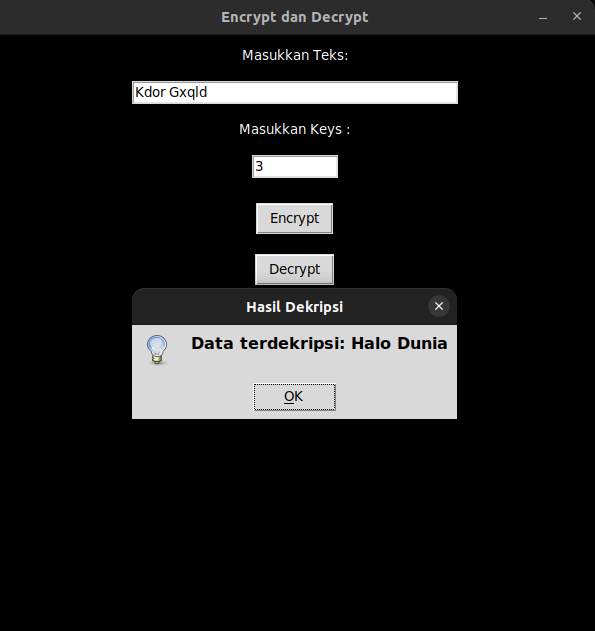 Encrypt dan Decrypt
Masukkan Teks:
Kdor Gxqld
Masukkan Keys :
3
Encrypt
Decrypt
Hasil Dekripsi
Data terdekripsi: Halo Dunia
OK